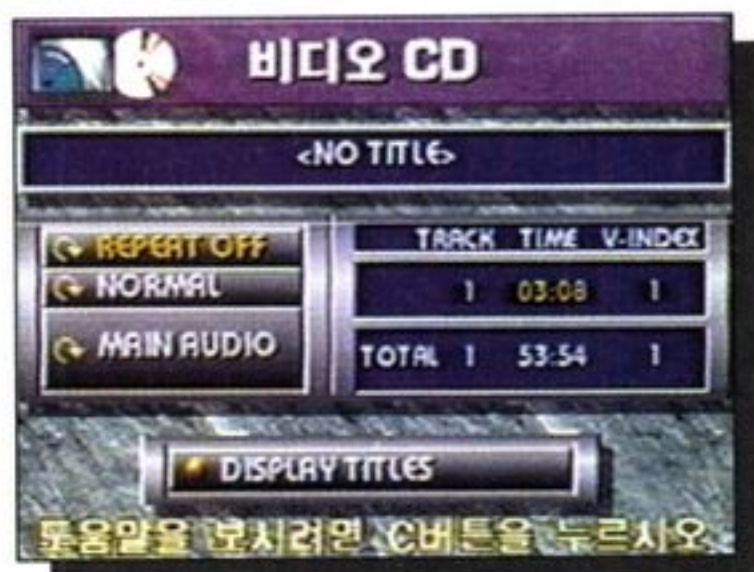 비디오 CD
<NO TITLE>
REPEAT OFF
NORMAL
MAIN AUDIO
TRACK TIME V-INDEX
1 03:08 1
TOTAL 1 53:54 1
DISPLAY TITLES
도움말을 보시려면 C버튼을 누르시오